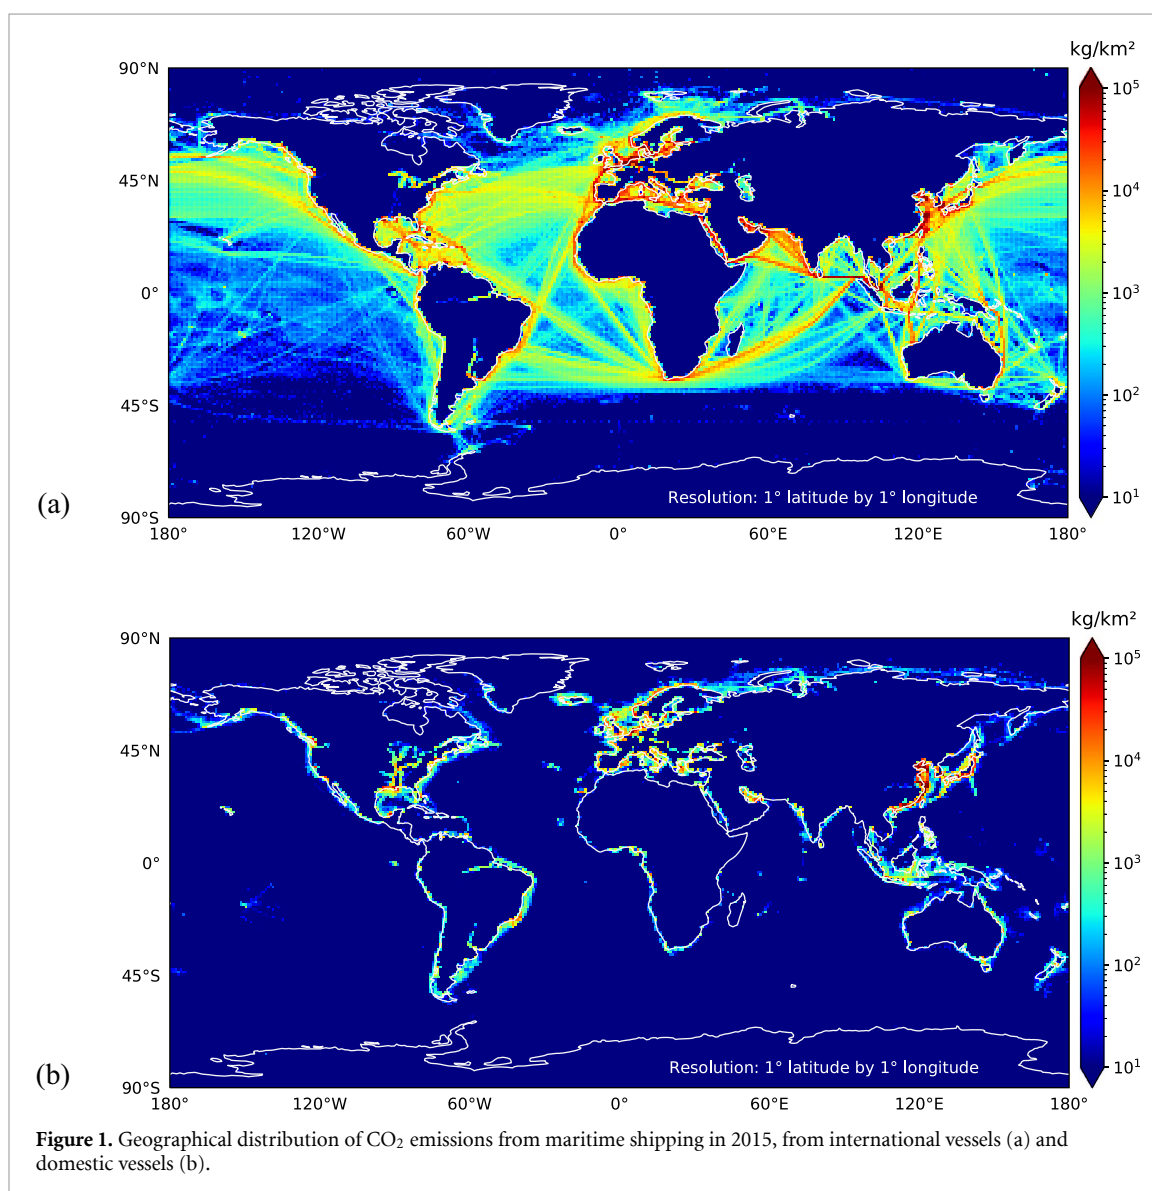 kg/km²
90°N
45°N
0°
45°S
90°S
10⁵
10⁴
10³
10²
10¹
Resolution: 1° latitude by 1° longitude
(a)
180°
120°W
60°W
0°
60°E
120°E
180°
kg/km²
90°N
45°N
0°
45°S
90°S
10⁵
10⁴
10³
10²
10¹
Resolution: 1° latitude by 1° longitude
(b)
180°
120°W
60°W
0°
60°E
120°E
180°
Figure 1. Geographical distribution of CO₂ emissions from maritime shipping in 2015, from international vessels (a) and
domestic vessels (b).